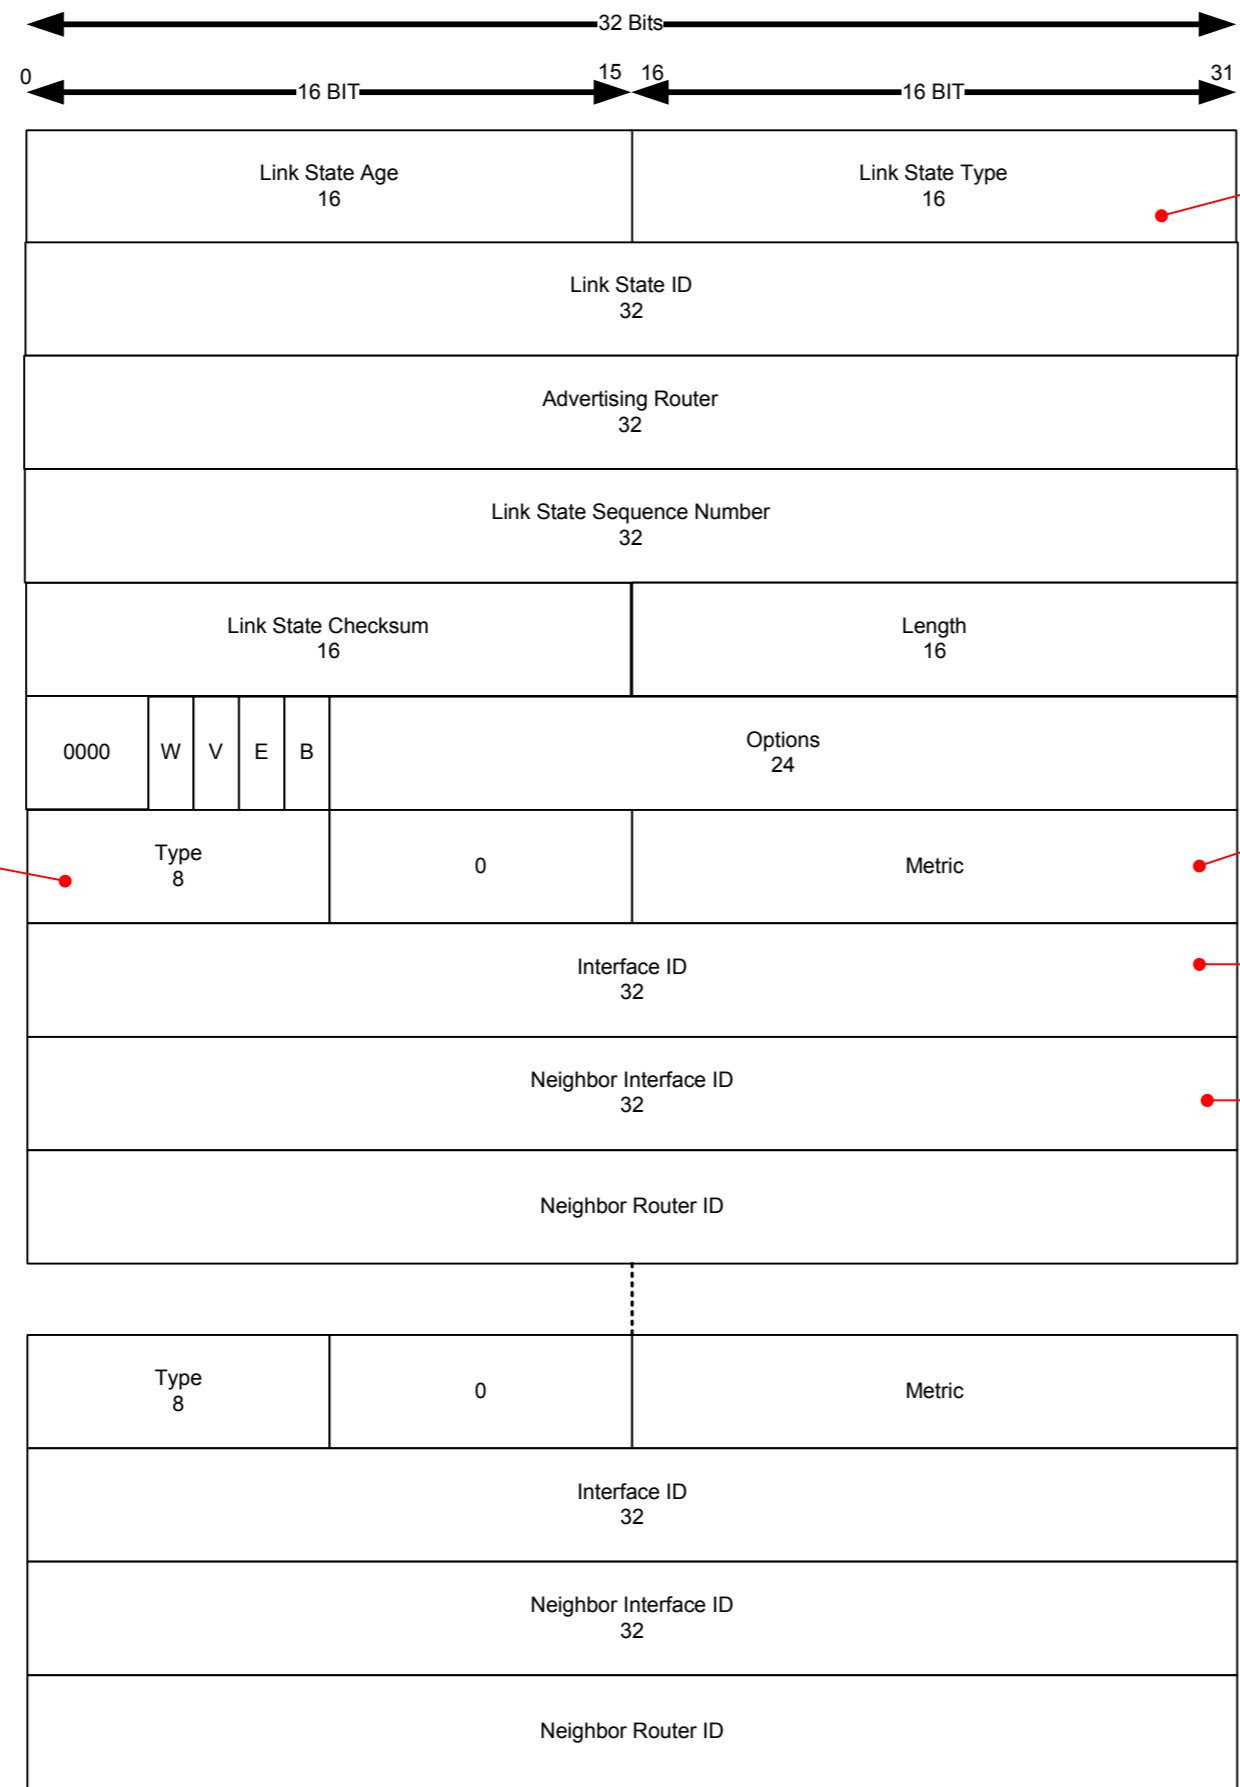 32 Bits
0 15 16 31
16 BIT 16 BIT
Link State Age
16
Link State Type
16
Link State ID
32
Advertising Router
32
Link State Sequence Number
32
Link State Checksum
16
Length
16
0000 W V E B
Options
24
Type
8
0
Metric
Interface ID
32
Neighbor Interface ID
32
Neighbor Router ID
Type
8
0
Metric
Interface ID
32
Neighbor Interface ID
32
Neighbor Router ID